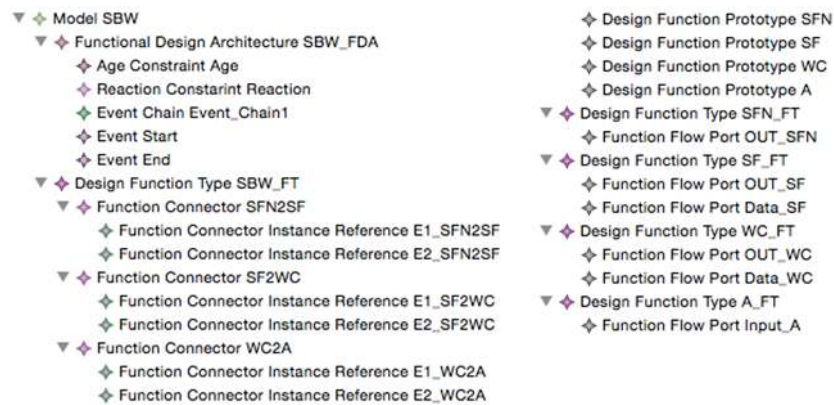 Model SBW
Functional Design Architecture SBW_FDA
Age Constraint Age
Reaction Constarint Reaction
Event Chain Event_Chain1
Event Start
Event End
Design Function Type SBW_FT
Function Connector SFN2SF
Function Connector Instance Reference E1_SFN2SF
Function Connector Instance Reference E2_SFN2SF
Function Connector SF2WC
Function Connector Instance Reference E1_SF2WC
Function Connector Instance Reference E2_SF2WC
Function Connector WC2A
Function Connector Instance Reference E1_WC2A
Function Connector Instance Reference E2_WC2A
Design Function Prototype SFN
Design Function Prototype SF
Design Function Prototype WC
Design Function Prototype A
Design Function Type SFN_FT
Function Flow Port OUT_SFN
Design Function Type SF_FT
Function Flow Port OUT_SF
Function Flow Port Data_SF
Design Function Type WC_FT
Function Flow Port OUT_WC
Function Flow Port Data_WC
Design Function Type A_FT
Function Flow Port Input_A